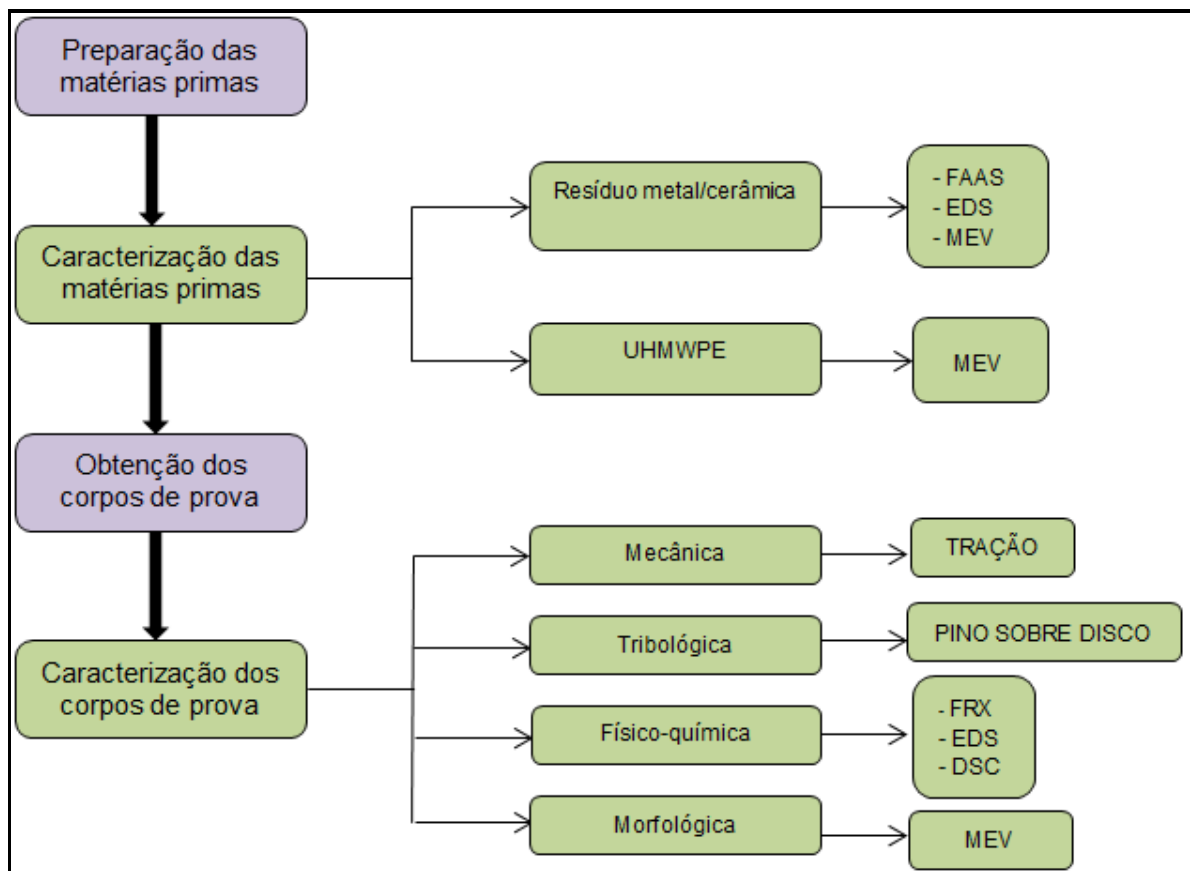 Preparação das
matérias primas
Caracterização das
matérias primas
Resíduo metal/cerâmica
- FAAS
- EDS
- MEV
UHMWPE
MEV
Obtenção dos
corpos de prova
Caracterização dos
corpos de prova
Mecânica
TRAÇÃO
Tribológica
PINO SOBRE DISCO
Físico-química
- FRX
- EDS
- DSC
Morfológica
MEV